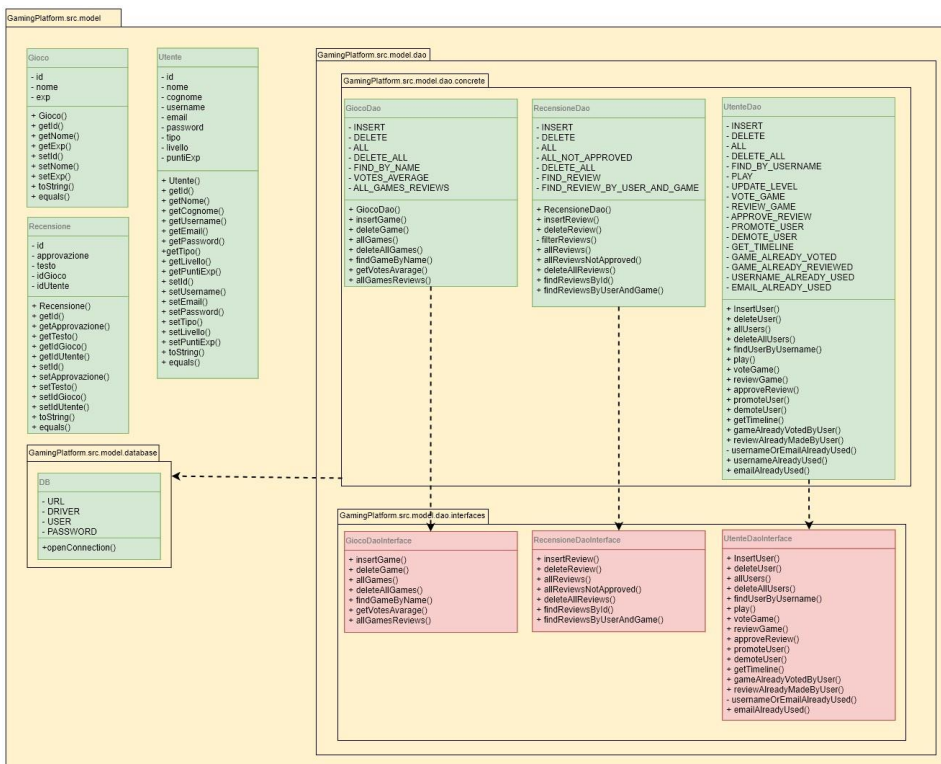 GamingPlatform.src.model
Gioco
- id
- nome
- exp
+ Gioco()
+ getId()
+ getNome()
+ getExp()
+ setId()
+ setNome()
+ setExp()
+ toString()
+ equals()
Utente
- id
- nome
- cognome
- username
- email
- password
- tipo
- livello
- puntiExp
+ Utente()
+ getId()
+ getNome()
+ getCognome()
+ getUsername()
+ getEmail()
+ getPassword()
+getTipo()
+ getLivello()
+ getPuntiExp()
+ setId()
+ setUsername()
+ setEmail()
+ setPassword()
+ setTipo()
+ setLivello()
+ setPuntiExp()
+ toString()
+ equals()
Recensione
- id
- approvazione
- testo
- idGioco
- idUtente
+ Recensione()
+ getId()
+ getApprovazione()
+ getTesto()
+ getIdGioco()
+ getIdUtente()
+ setId()
+ setApprovazione()
+ setTesto()
+ setIdGioco()
+ setIdUtente()
+ toString()
+ equals()
GamingPlatform.src.model.database
DB
- URL
- DRIVER
- USER
- PASSWORD
+openConnection()
GamingPlatform.src.model.dao
GamingPlatform.src.model.dao.concrete
GiocoDao
- INSERT
- DELETE
- ALL
- DELETE_ALL
- FIND_BY_NAME
- VOTES_AVERAGE
- ALL_GAMES_REVIEWS
+ GiocoDao()
+ insertGame()
+ deleteGame()
+ allGames()
+ deleteAllGames()
+ findGameByName()
+ getVotesAvarage()
+ allGamesReviews()
RecensioneDao
- INSERT
- DELETE
- ALL
- ALL_NOT_APPROVED
- DELETE_ALL
- FIND_REVIEW
- FIND_REVIEW_BY_USER_AND_GAME
+ RecensioneDao()
+ insertReview()
+ deleteReview()
- filterReviews()
+ allReviews()
+ allReviewsNotApproved()
+ deleteAllReviews()
+ findReviewsById()
+ findReviewsByUserAndGame()
UtenteDao
- INSERT
- DELETE
- ALL
- DELETE_ALL
- FIND_BY_USERNAME
- PLAY
- UPDATE_LEVEL
- VOTE_GAME
- REVIEW_GAME
- APPROVE_REVIEW
- PROMOTE_USER
- DEMOTE_USER
- GET_TIMELINE
- GAME_ALREADY_VOTED
- GAME_ALREADY_REVIEWED
- USERNAME_ALREADY_USED
- EMAIL_ALREADY_USED
+ InsertUser()
+ deleteUser()
+ allUsers()
+ deleteAllUsers()
+ findUserByUsername()
+ play()
+ voteGame()
+ reviewGame()
+ approveReview()
+ promoteUser()
+ demoteUser()
+ getTimeline()
+ gameAlreadyVotedByUser()
+ reviewAlreadyMadeByUser()
- usernameOrEmailAlreadyUsed()
+ usernameAlreadyUsed()
+ emailAlreadyUsed()
GamingPlatform.src.model.dao.interfaces
GiocoDaoInterface
+ insertGame()
+ deleteGame()
+ allGames()
+ deleteAllGames()
+ findGameByName()
+ getVotesAvarage()
+ allGamesReviews()
RecensioneDaoInterface
+ insertReview()
+ deleteReview()
+ allReviews()
+ allReviewsNotApproved()
+ deleteAllReviews()
+ findReviewsById()
+ findReviewsByUserAndGame()
UtenteDaoInterface
+ InsertUser()
+ deleteUser()
+ allUsers()
+ deleteAllUsers()
+ findUserByUsername()
+ play()
+ voteGame()
+ reviewGame()
+ approveReview()
+ promoteUser()
+ demoteUser()
+ getTimeline()
+ gameAlreadyVotedByUser()
+ reviewAlreadyMadeByUser()
- usernameOrEmailAlreadyUsed()
+ emailAlreadyUsed()